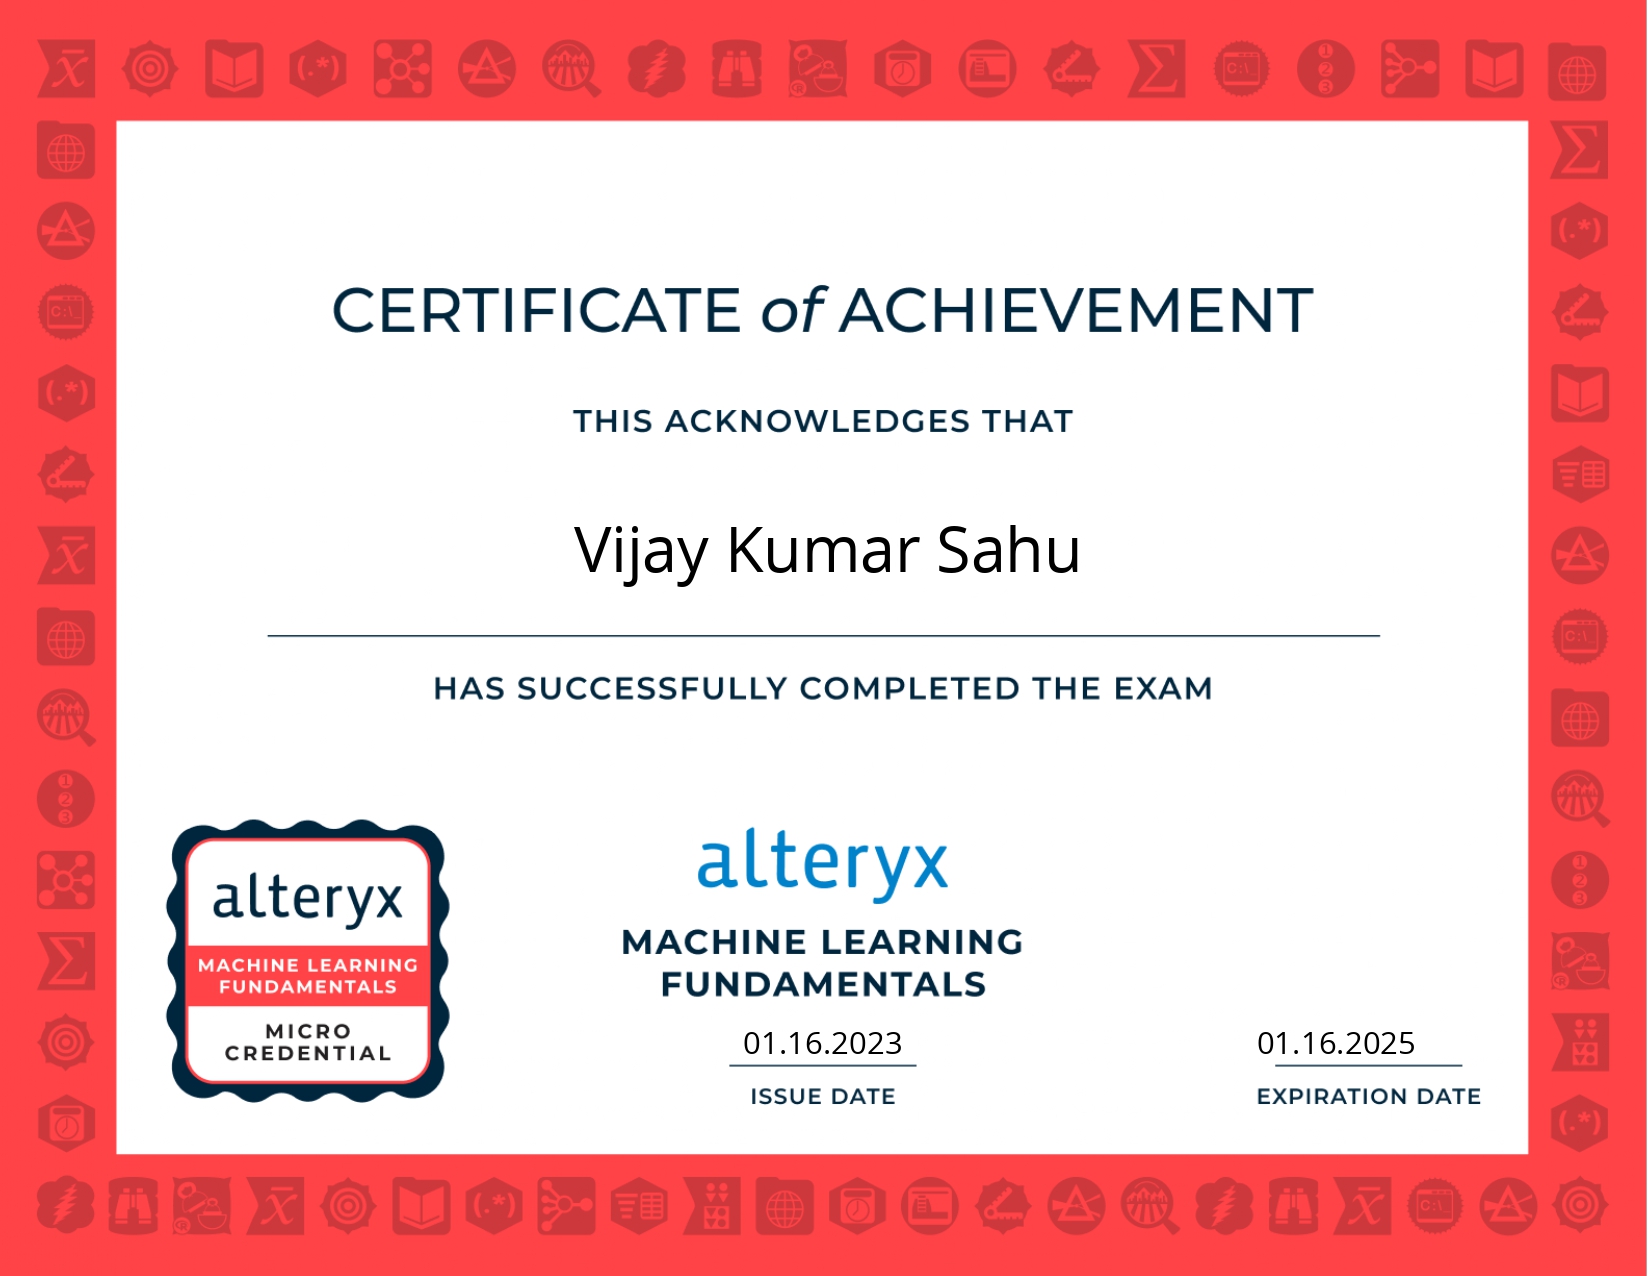 CERTIFICATE of ACHIEVEMENT
THIS ACKNOWLEDGES THAT
Vijay Kumar Sahu
HAS SUCCESSFULLY COMPLETED THE EXAM
alteryx
MACHINE LEARNING
FUNDAMENTALS
MICRO
CREDENTIAL
alteryx
MACHINE LEARNING
FUNDAMENTALS
01.16.2023
ISSUE DATE
01.16.2025
EXPIRATION DATE